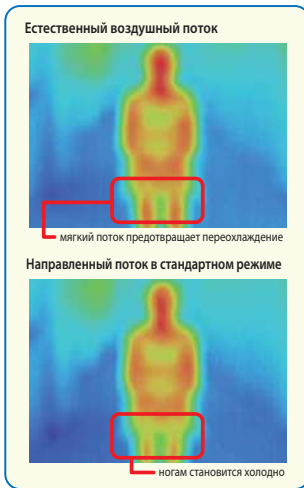 Естественный воздушный поток
мягкий поток предотвращает переохлаждение
Направленный поток в стандартном режиме
ногам становится холодно